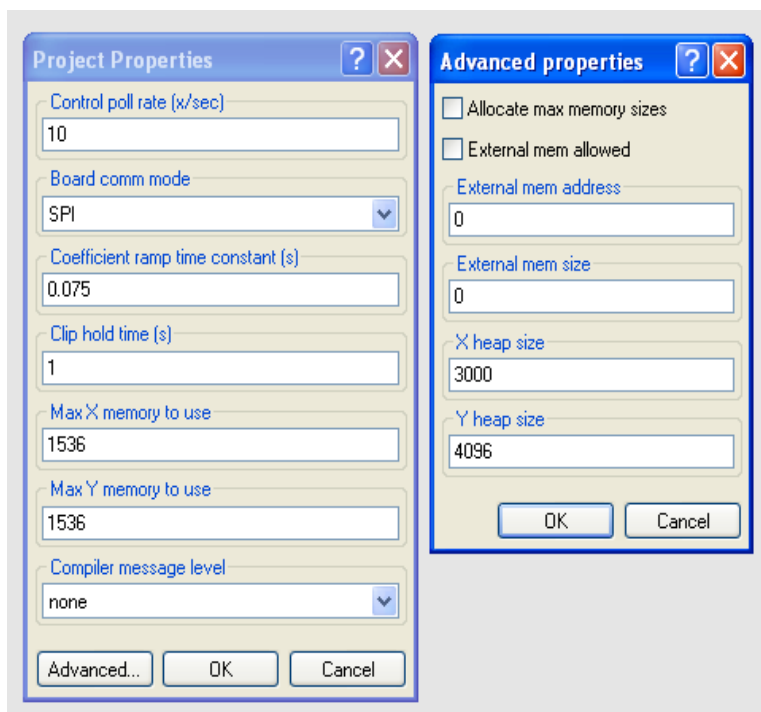 Project Properties
Control poll rate (x/sec)
10
Board comm mode
SPI
Coefficient ramp time constant (s)
0.075
Clip hold time (s)
1
Max X memory to use
1536
Max Y memory to use
1536
Compiler message level
none
Advanced... OK Cancel
Advanced properties
Allocate max memory sizes
External mem allowed
External mem address
0
External mem size
0
X heap size
3000
Y heap size
4096
OK Cancel